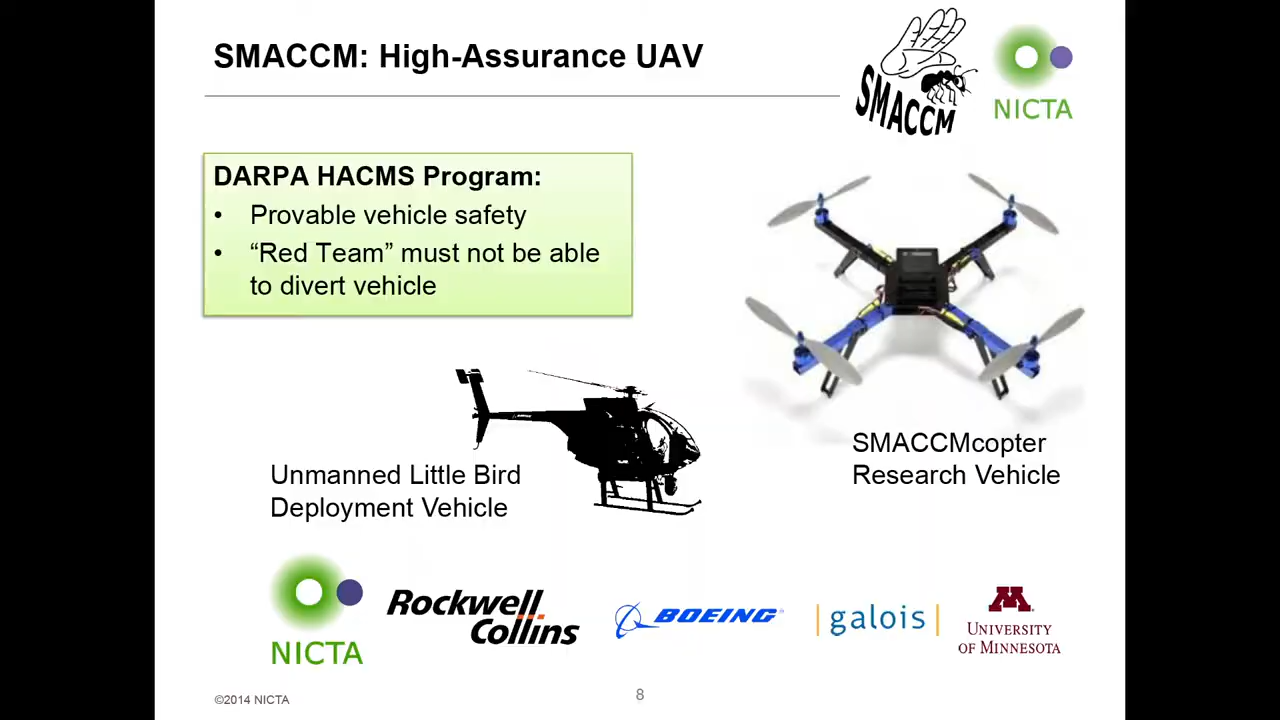 SMACCM: High-Assurance UAV
SMACCM
NICTA
DARPA HACMS Program:
• Provable vehicle safety
• “Red Team” must not be able
to divert vehicle
SMACCMcopter
Research Vehicle
Unmanned Little Bird
Deployment Vehicle
NICTA
Rockwell
Collins
BOEING
galois
M
UNIVERSITY
OF MINNESOTA
©2014 NICTA
8